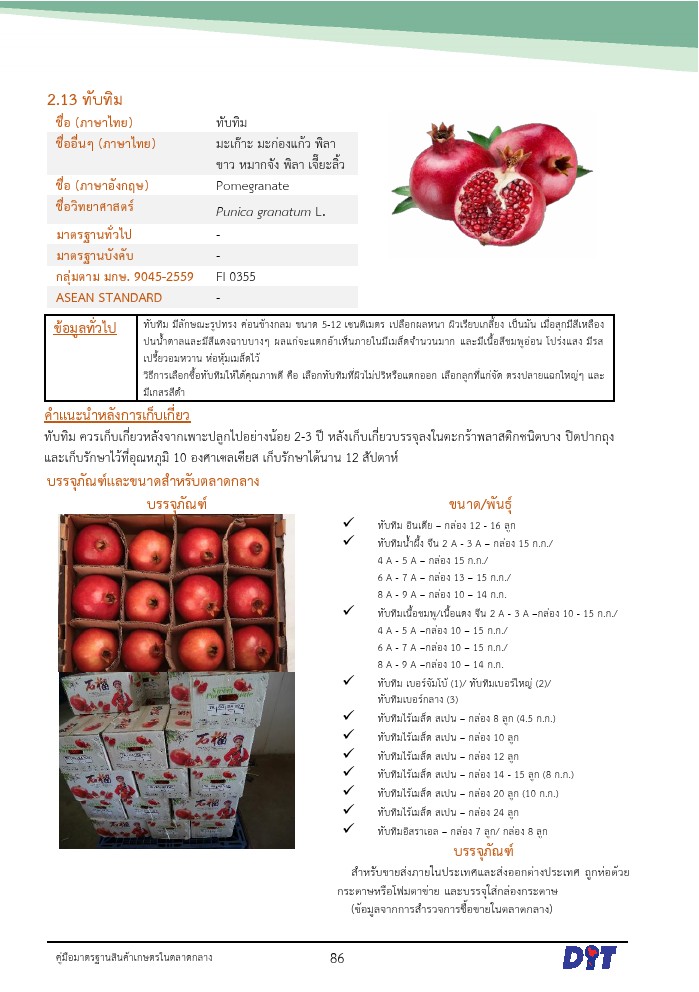 2.13 ทับทิม
ชื่อ (ภาษาไทย) ทับทิม
ชื่ออื่นๆ (ภาษาไทย) มะเก๊าะ มะก่องแก้ว พิลา
ขาว หมากจัง พิลา เจี๊ยะลิ้ว
ชื่อ (ภาษาอังกฤษ) Pomegranate
ชื่อวิทยาศาสตร์ Punica granatum L.
มาตรฐานทั่วไป -
มาตรฐานบังคับ -
กลุ่มตาม มกษ. 9045-2559 FI 0355
ASEAN STANDARD -
ข้อมูลทั่วไป
ทับทิม มีลักษณะรูปทรง ค่อนช้างกลม ขนาด 5-12 เซนติเมตร เปลือกผลหนา ผิวเรียบเกลี้ยง เป็นมัน เมื่อสุกมีสีเหลือง
ปนน้ำตาลและมีสีแดงฉาบบางๆ ผลแก่จะแตกอ้าเห็นภายในมีเมล็ดจำนวนมาก และมีเนื้อสีชมพูอ่อน โปร่งแสง มีรส
เปรี้ยวอมหวาน ห่อหุ้มเมล็ดไว้
วิธีการเลือกซื้อทับทิมให้ได้คุณภาพดี คือ เลือกทับทิมที่ผิวไม่ปริหรือแตกออก เลือกลูกที่แก่จัด ตรงปลายแฉกใหญ่ๆ และ
มีเกสรสีดำ
คำแนะนำหลังการเก็บเกี่ยว
ทับทิม ควรเก็บเกี่ยวหลังจากเพาะปลูกไปอย่างน้อย 2-3 ปี หลังเก็บเกี่ยวบรรจุลงในตะกร้าพลาสติกชนิดบาง ปิดปากถุง
และเก็บรักษาไว้ที่อุณหภูมิ 10 องศาเซลเซียส เก็บรักษาได้นาน 12 สัปดาห์
บรรจุภัณฑ์และขนาดสำหรับตลาดกลาง
บรรจุภัณฑ์
ขนาด/พันธุ์
✓ ทับทิม อินเดีย – กล่อง 12 - 16 ลูก
✓ ทับทิมน้ำผึ้ง จีน 2 A - 3 A – กล่อง 15 ก.ก./
4 A - 5 A – กล่อง 15 ก.ก./
6 A - 7 A – กล่อง 13 – 15 ก.ก./
8 A - 9 A – กล่อง 10 – 14 ก.ก.
✓ ทับทิมเนื้อชมพู/เนื้อแดง จีน 2 A - 3 A –กล่อง 10 - 15 ก.ก./
4 A - 5 A –กล่อง 10 – 15 ก.ก./
6 A - 7 A –กล่อง 10 – 15 ก.ก./
8 A - 9 A –กล่อง 10 – 14 ก.ก.
✓ ทับทิม เบอร์จัมโบ้ (1)/ ทับทิมเบอร์ใหญ่ (2)/
ทับทิมเบอร์กลาง (3)
✓ ทับทิมไร้เมล็ด สเปน – กล่อง 8 ลูก (4.5 ก.ก.)
✓ ทับทิมไร้เมล็ด สเปน – กล่อง 10 ลูก
✓ ทับทิมไร้เมล็ด สเปน – กล่อง 12 ลูก
✓ ทับทิมไร้เมล็ด สเปน – กล่อง 14 - 15 ลูก (8 ก.ก.)
✓ ทับทิมไร้เมล็ด สเปน – กล่อง 20 ลูก (10 ก.ก.)
✓ ทับทิมไร้เมล็ด สเปน – กล่อง 24 ลูก
✓ ทับทิมอิสราเอล – กล่อง 7 ลูก/ กล่อง 8 ลูก
บรรจุภัณฑ์
สำหรับขายส่งภายในประเทศและส่งออกต่างประเทศ ถูกห่อด้วย
กระดาษหรือโฟมตาข่าย และบรรจุใส่กล่องกระดาษ
(ข้อมูลจากการสำรวจการซื้อขายในตลาดกลาง)
คู่มือมาตรฐานสินค้าเกษตรในตลาดกลาง
86
DIT